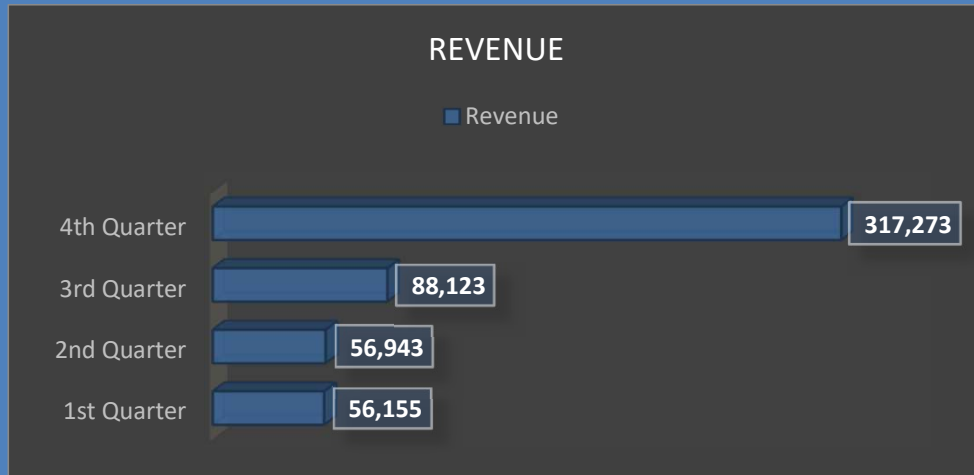 REVENUE
Revenue
4th Quarter 317,273
3rd Quarter 88,123
2nd Quarter 56,943
1st Quarter 56,155